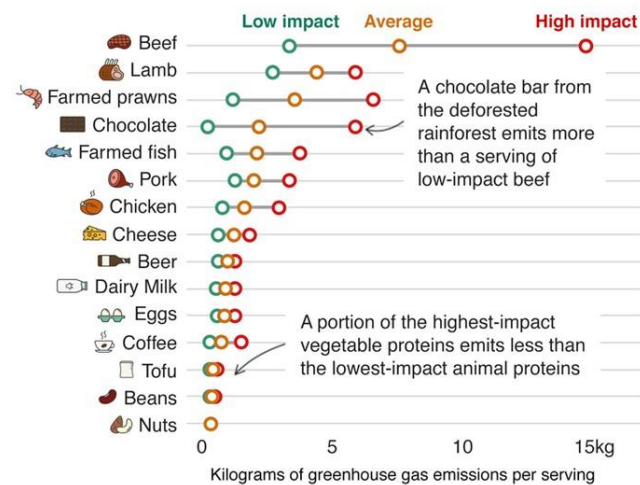 Low impact Average High impact
Beef
Lamb
Farmed prawns
Chocolate
Farmed fish
Pork
Chicken
Cheese
Beer
Dairy Milk
Eggs
Coffee
Tofu
Beans
Nuts
A chocolate bar from
the deforested
rainforest emits more
than a serving of
low-impact beef
A portion of the highest-impact
vegetable proteins emits less than
the lowest-impact animal proteins
0 5 10 15kg
Kilograms of greenhouse gas emissions per serving